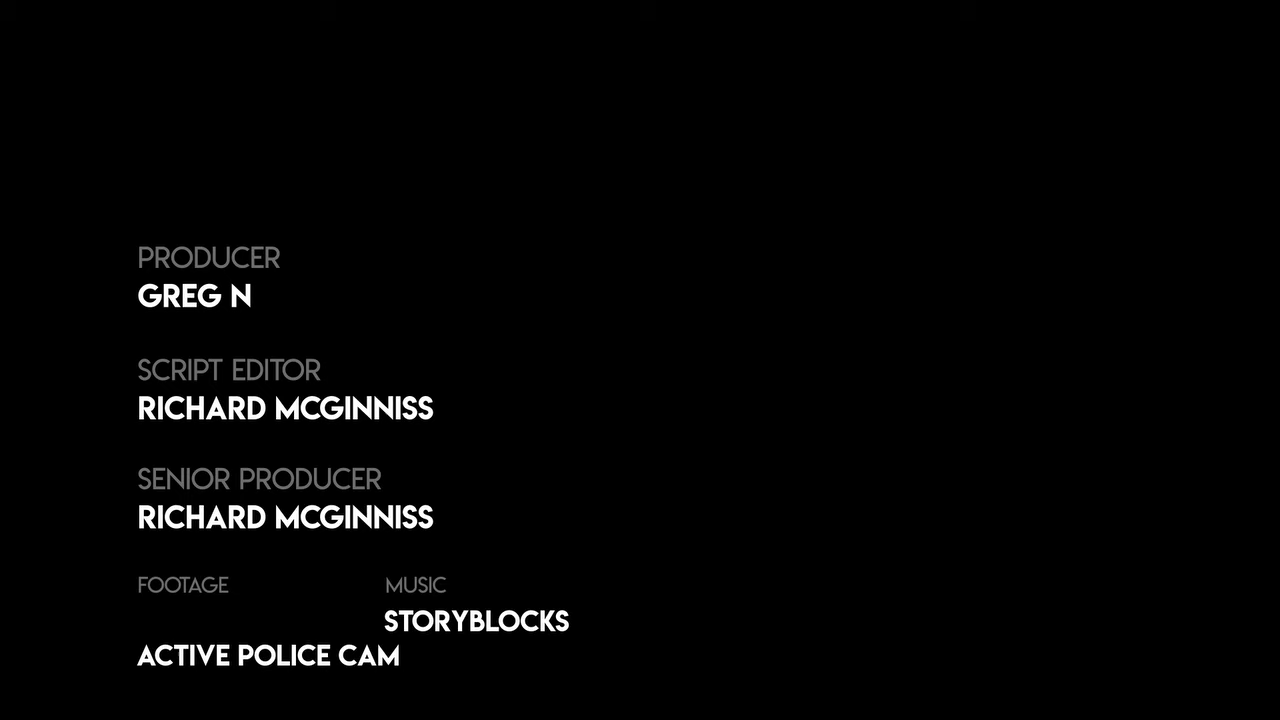 PRODUCER
GREG N
SCRIPT EDITOR
RICHARD MCGINNISS
SENIOR PRODUCER
RICHARD MCGINNISS
FOOTAGE
MUSIC
STORYBLOCKS
ACTIVE POLICE CAM